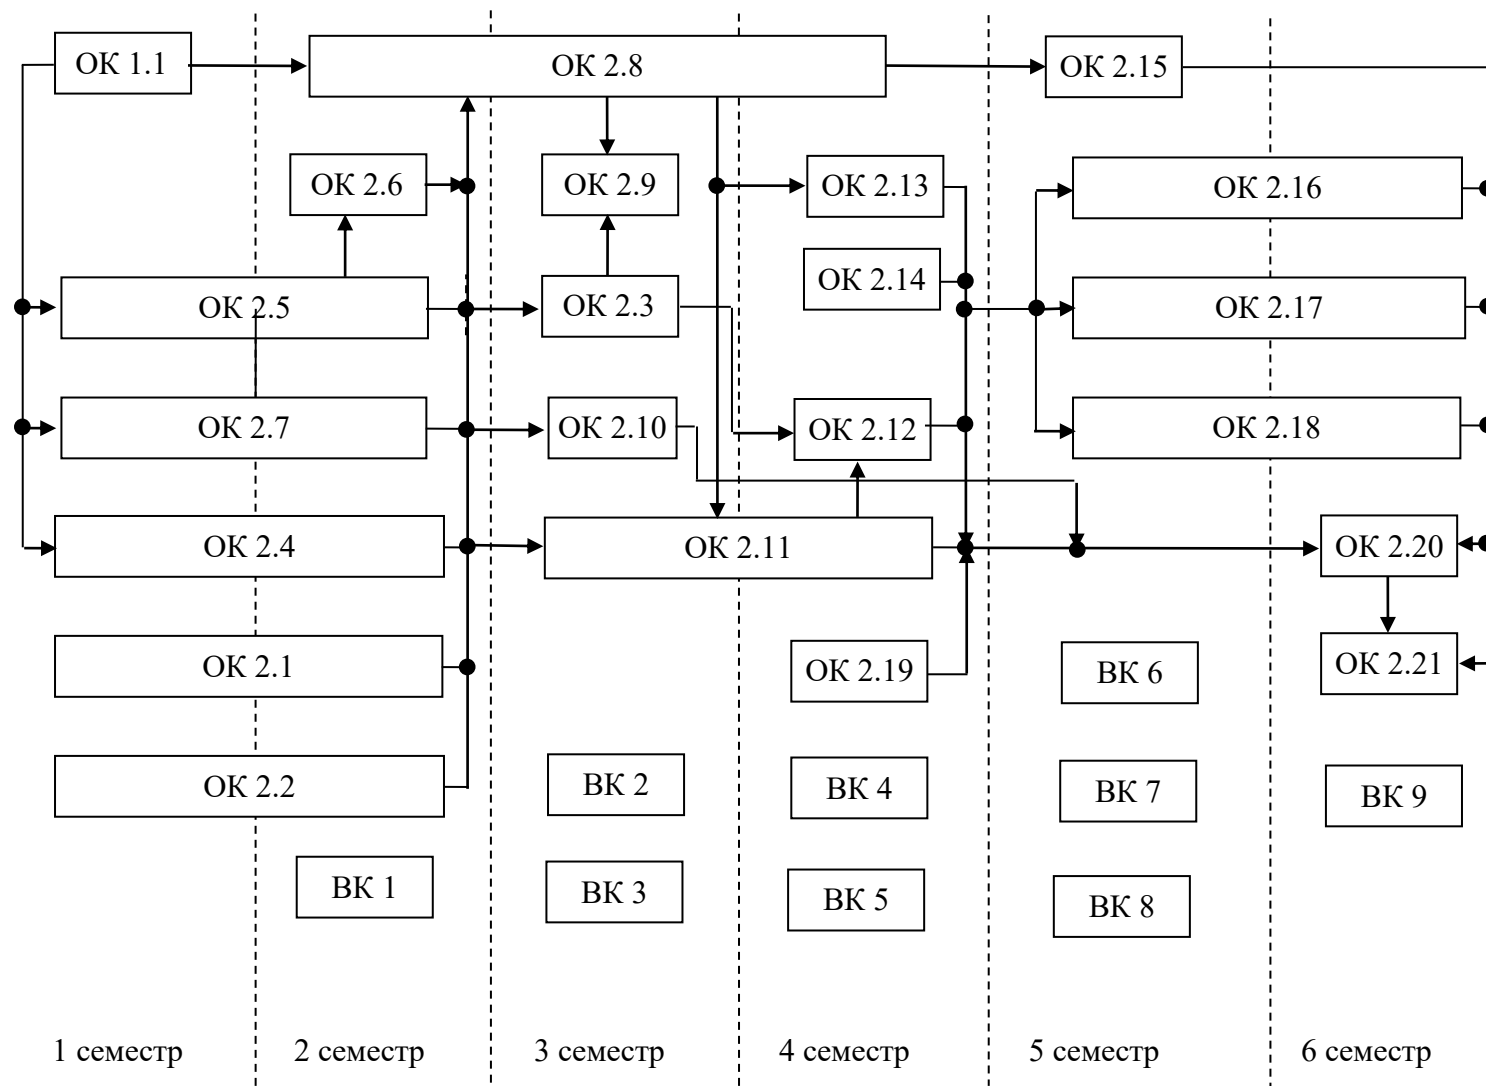 ОК 1.1
ОК 2.8
ОК 2.15
ОК 2.6
ОК 2.9
ОК 2.13
ОК 2.16
ОК 2.14
ОК 2.5
ОК 2.3
ОК 2.17
ОК 2.7
ОК 2.10
ОК 2.12
ОК 2.18
ОК 2.4
ОК 2.11
ОК 2.20
ОК 2.1
ОК 2.19
ВК 6
ОК 2.21
ОК 2.2
ВК 2
ВК 4
ВК 7
ВК 9
ВК 1
ВК 3
ВК 5
ВК 8
1 семестр
2 семестр
3 семестр
4 семестр
5 семестр
6 семестр